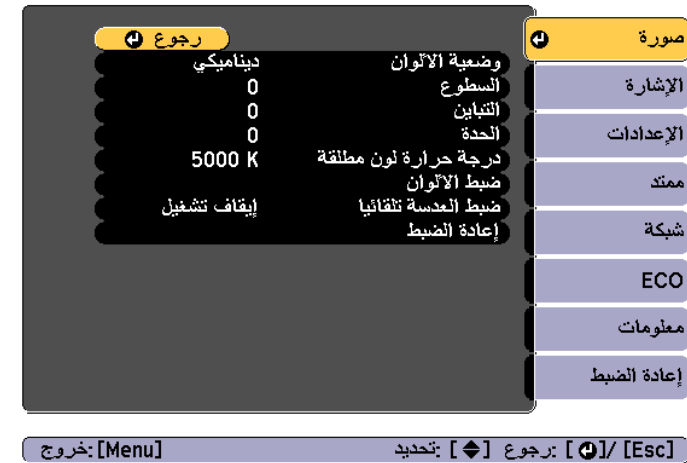 صورة
الإشارة
الإعدادات
ممتد
شبكة
ECO
معلومات
إعادة الضبط
رجوع
وضعية الألوان ديناميكي
السطوع 0
التباين 0
الحدة 0
درجة حرارة لون مطلقة 5000 K
ضبط الألوان
ضبط العدسة تلقائيا إيقاف تشغيل
إعادة الضبط
[Esc] /[ ] :رجوع [ ] :تحديد [Menu]:خروج